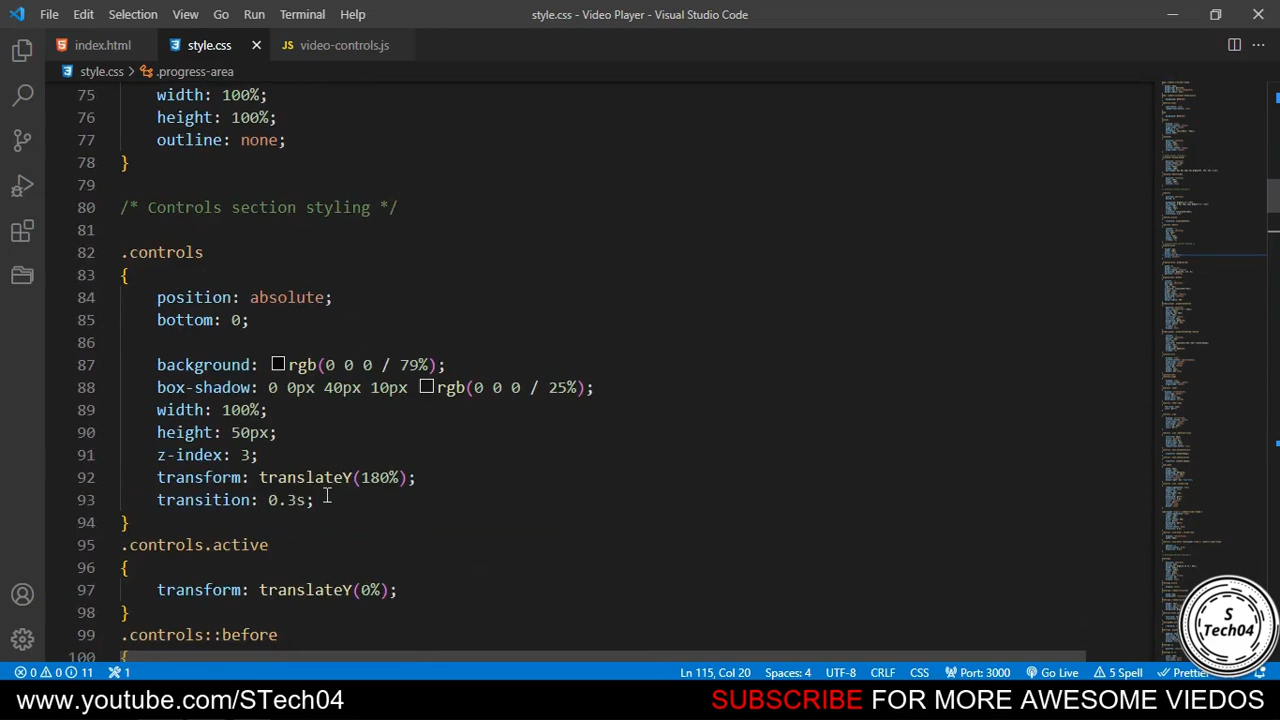 File Edit Selection View Go Run Terminal Help style.css - Video Player - Visual Studio Code
index.html style.css video-controls.js
style.css > .progress-area
75 width: 100%;
76 height: 100%;
77 outline: none;
78 }
79
80 /* Controls section styling */
81
82 .controls
83 {
84 position: absolute;
85 bottom: 0;
86
87 background: rgb(0 0 0 / 79%);
88 box-shadow: 0 0px 40px 10px rgb(0 0 0 / 25%);
89 width: 100%;
90 height: 50px;
91 z-index: 3;
92 transform: translateY(180%);
93 transition: 0.3s;
94 }
95 .controls.active
96 {
97 transform: translateY(0%);
98 }
99 .controls::before
100 {
S
Tech04
0 0 11 1 Ln 115, Col 20 Spaces: 4 UTF-8 CRLF CSS Port: 3000 Go Live 5 Spell Prettier
www.youtube.com/STech04 SUBSCRIBE FOR MORE AWESOME VIEDOS